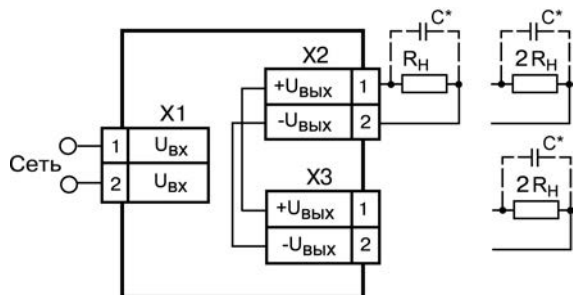 C*
C*
X2
Rн
2Rн
+Uвых 1
-Uвых 2
X1
1 Uвх
2 Uвх
Сеть
C*
2Rн
X3
+Uвых 1
-Uвых 2